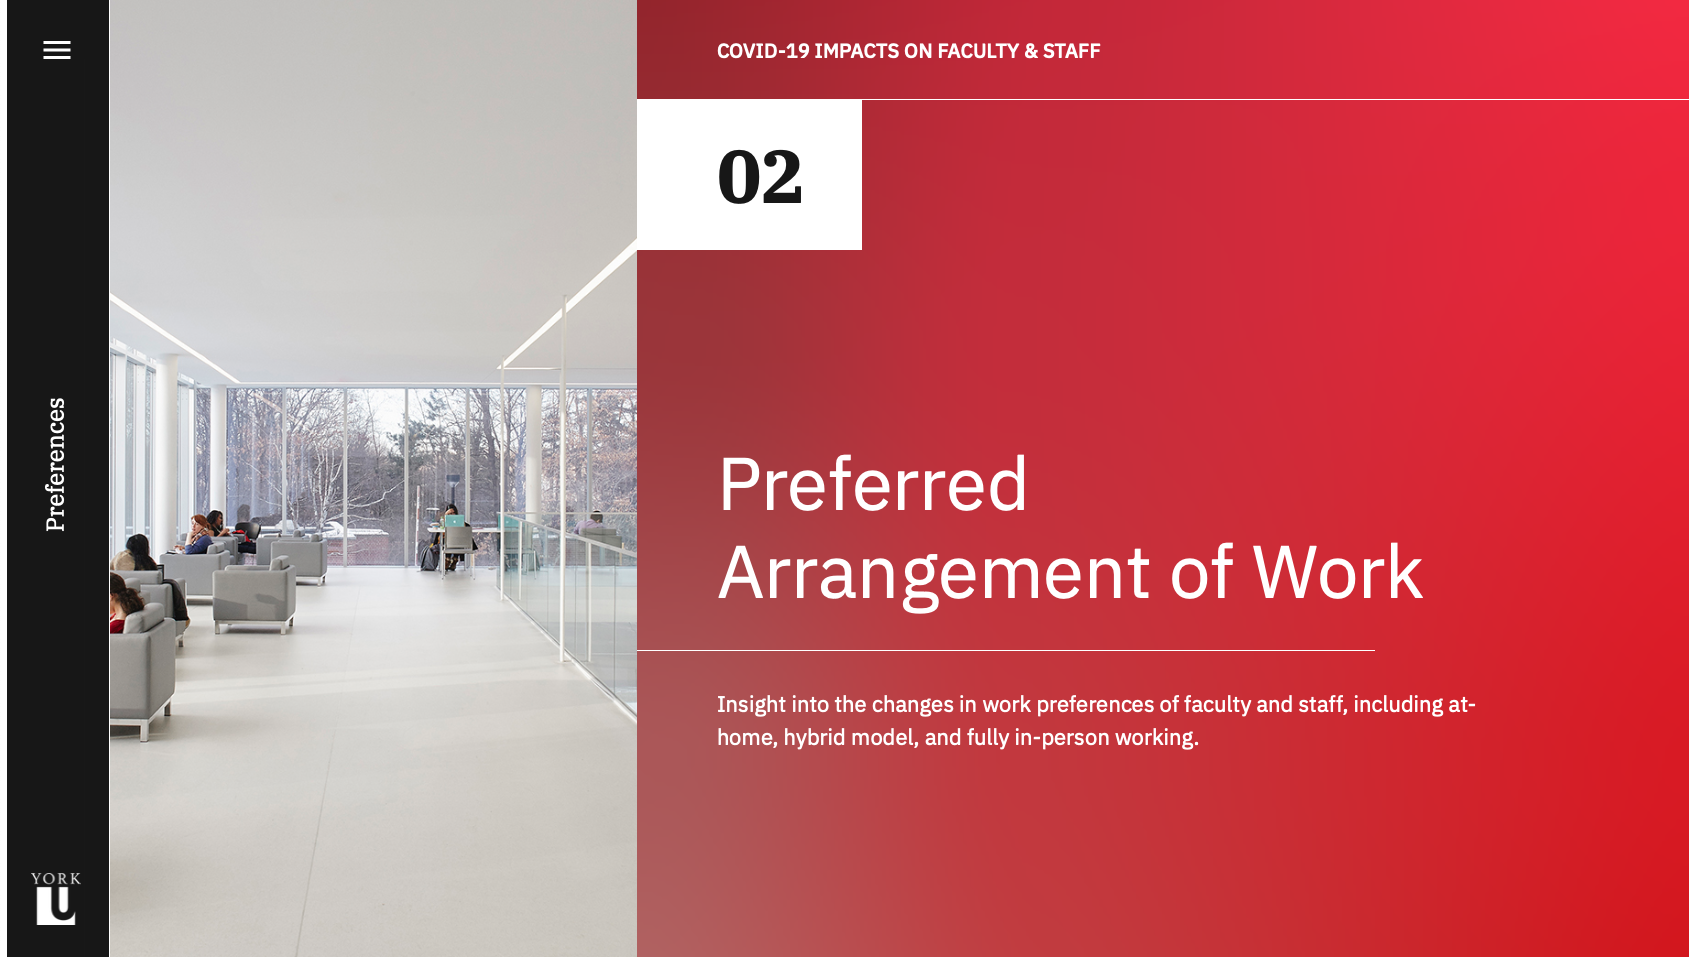 COVID-19 IMPACTS ON FACULTY & STAFF
02
Preferences
Preferred
Arrangement of Work
Insight into the changes in work preferences of faculty and staff, including at-
home, hybrid model, and fully in-person working.
YORK
U